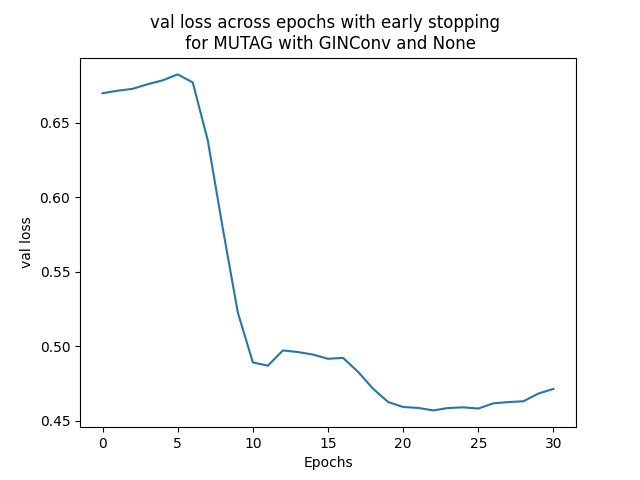 val loss across epochs with early stopping
for MUTAG with GINConv and None
0.65
0.60
0.55
0.50
0.45
val loss
0 5 10 15 20 25 30
Epochs